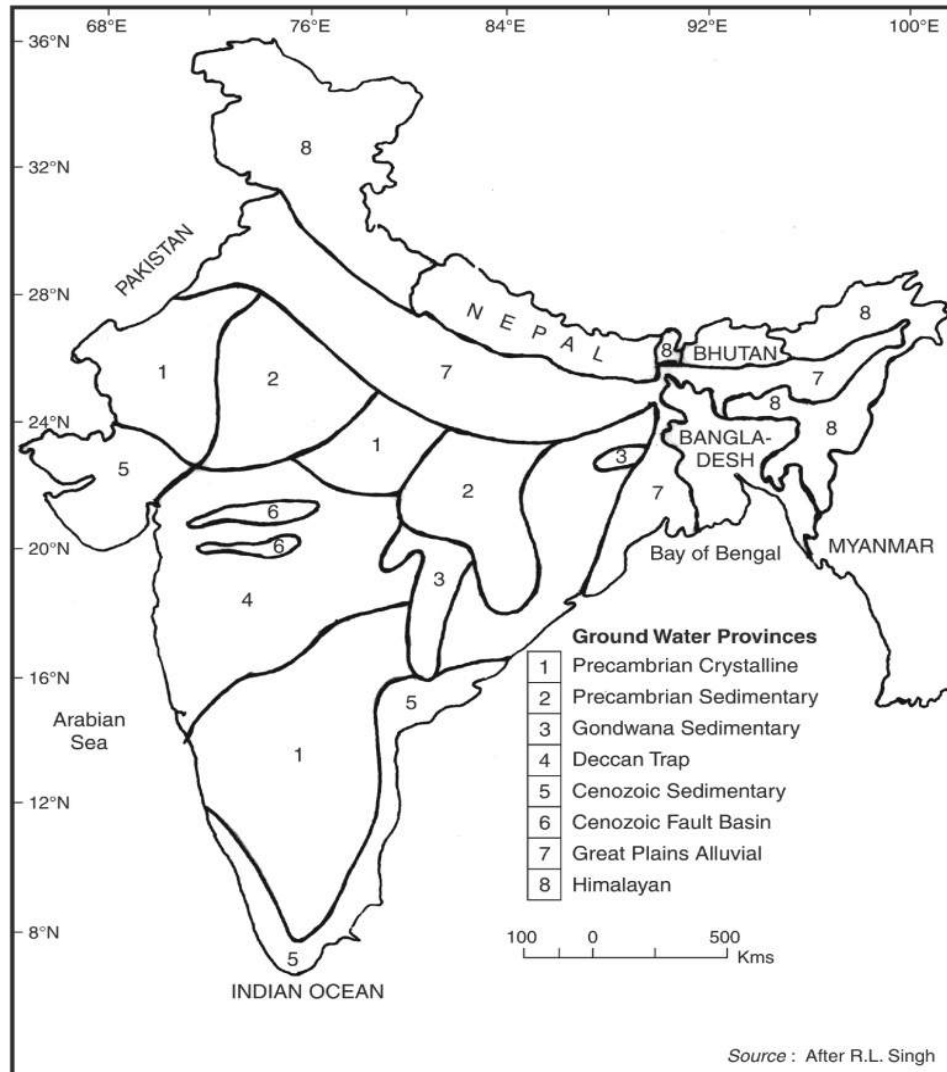 68°E 76°E 84°E 92°E 100°E
36°N
8
32°N
PAKISTAN
28°N
NEPAL
8
8
BHUTAN
1
2
7
7
24°N
8
8
5
1
3
BANGLA-
DESH
2
7
6
6
20°N
Bay of Bengal
MYANMAR
3
4
Ground Water Provinces
1 Precambrian Crystalline
2 Precambrian Sedimentary
3 Gondwana Sedimentary
4 Deccan Trap
5 Cenozoic Sedimentary
6 Cenozoic Fault Basin
7 Great Plains Alluvial
8 Himalayan
16°N
5
Arabian
Sea
1
12°N
8°N
5
100 0 500
Kms
INDIAN OCEAN
Source : After R.L. Singh